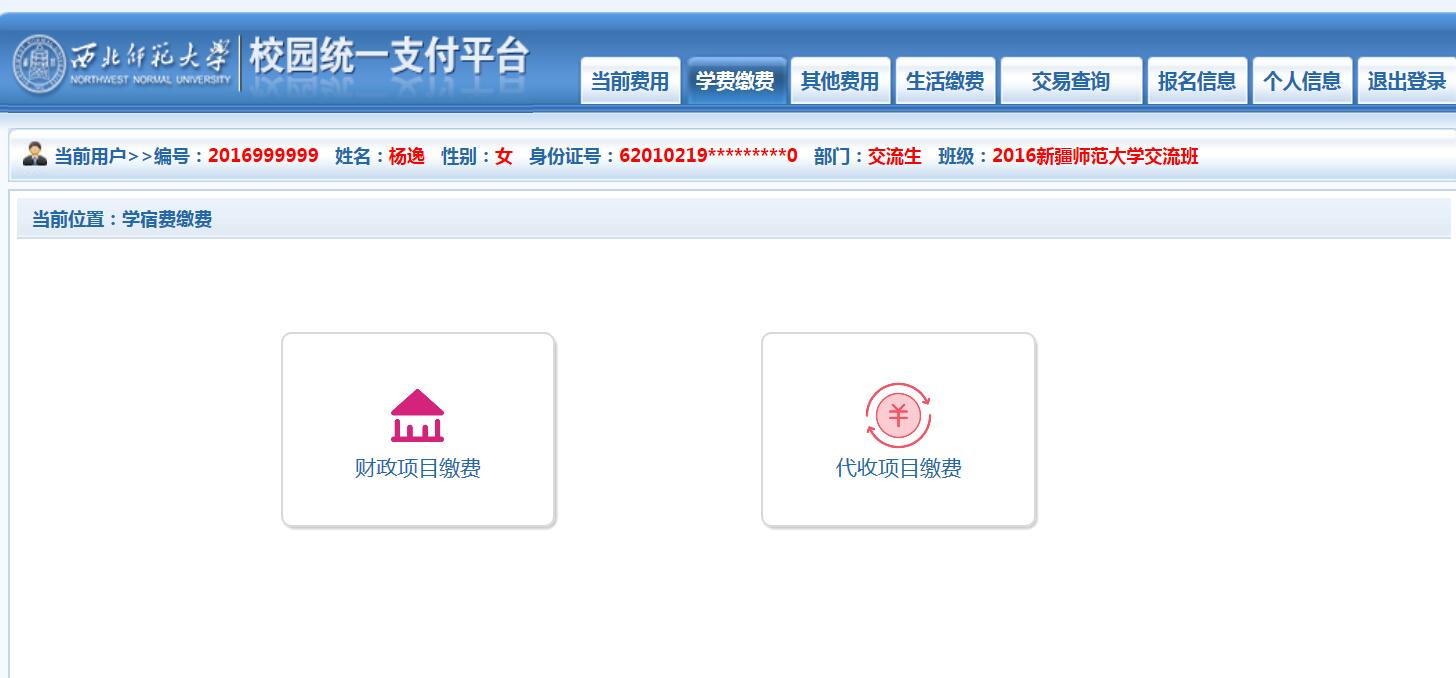 西北师范大学 校园统一支付平台
NORTHWEST NORMAL UNIVERSITY
当前费用 学费缴费 其他费用 生活缴费 交易查询 报名信息 个人信息 退出登录
当前用户>>编号：2016999999 姓名：杨逸 性别：女 身份证号：62010219*********0 部门：交流生 班级：2016新疆师范大学交流班
当前位置：学宿费缴费
财政项目缴费 代收项目缴费